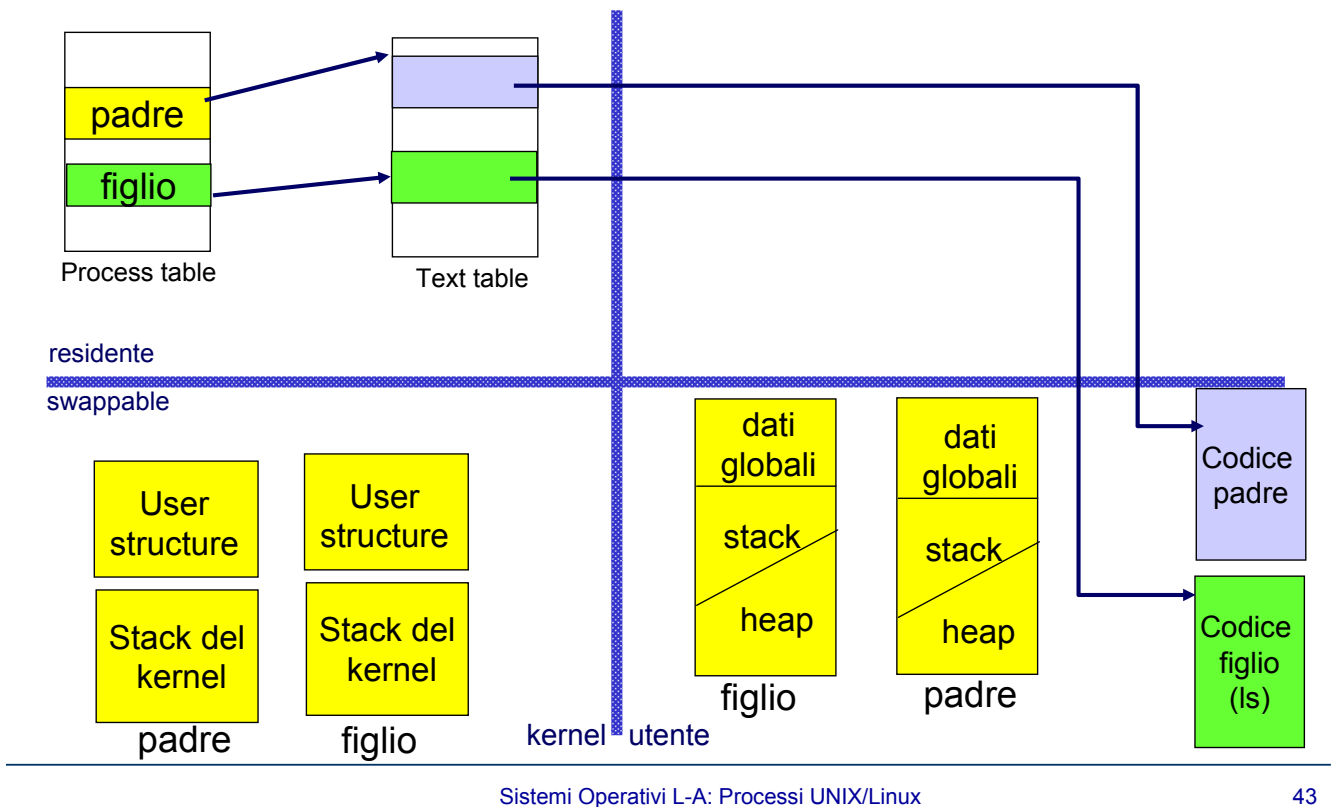 padre
figlio
Process table
Text table
residente
swappable
User
structure
Stack del
kernel
padre
User
structure
Stack del
kernel
figlio
kernel
utente
dati
globali
stack
heap
figlio
dati
globali
stack
heap
padre
Codice
padre
Codice
figlio
(ls)
Sistemi Operativi L-A: Processi UNIX/Linux
43